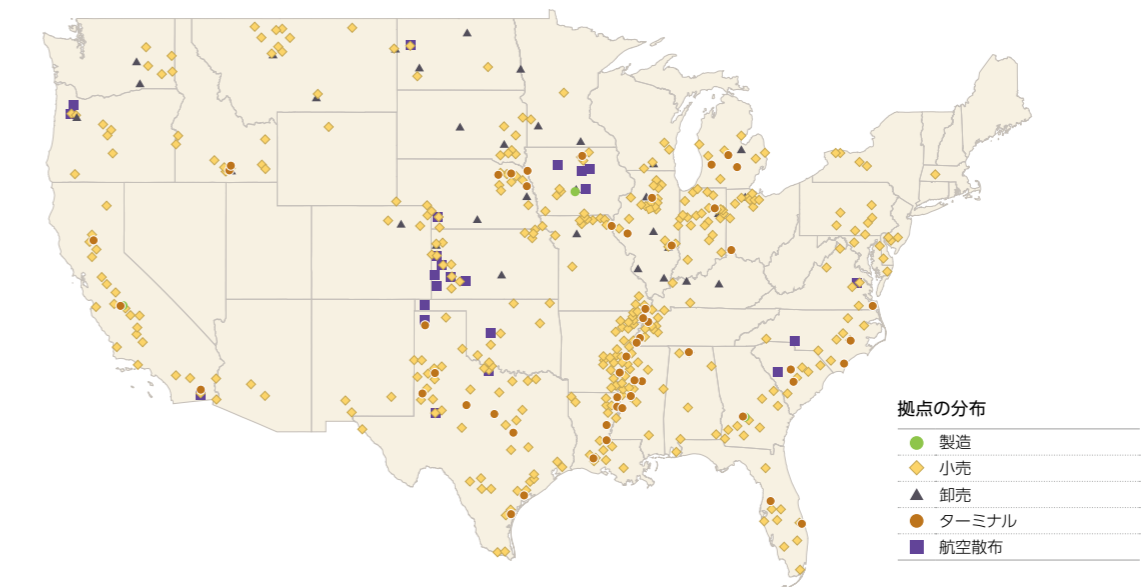 拠点の分布
製造
小売
卸売
ターミナル
航空散布